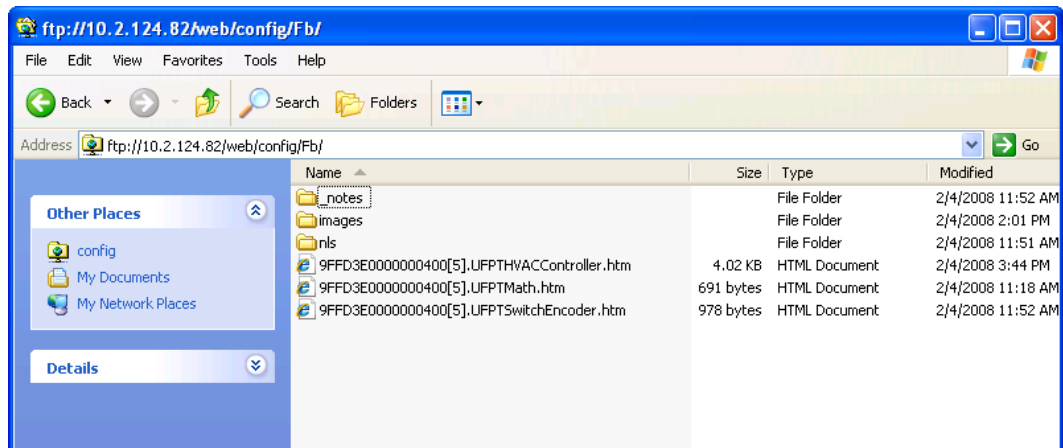 ftp://10.2.124.82/web/config/Fb/
File Edit View Favorites Tools Help
Back Search Folders
Address ftp://10.2.124.82/web/config/Fb/ Go
Name Size Type Modified
_notes File Folder 2/4/2008 11:52 AM
images File Folder 2/4/2008 2:01 PM
nls File Folder 2/4/2008 11:51 AM
9FFD3E0000000400[5].UFPTHVACController.htm 4.02 KB HTML Document 2/4/2008 3:44 PM
9FFD3E0000000400[5].UFPTMath.htm 691 bytes HTML Document 2/4/2008 11:18 AM
9FFD3E0000000400[5].UFPTSwitchEncoder.htm 978 bytes HTML Document 2/4/2008 11:52 AM
Other Places
config
My Documents
My Network Places
Details